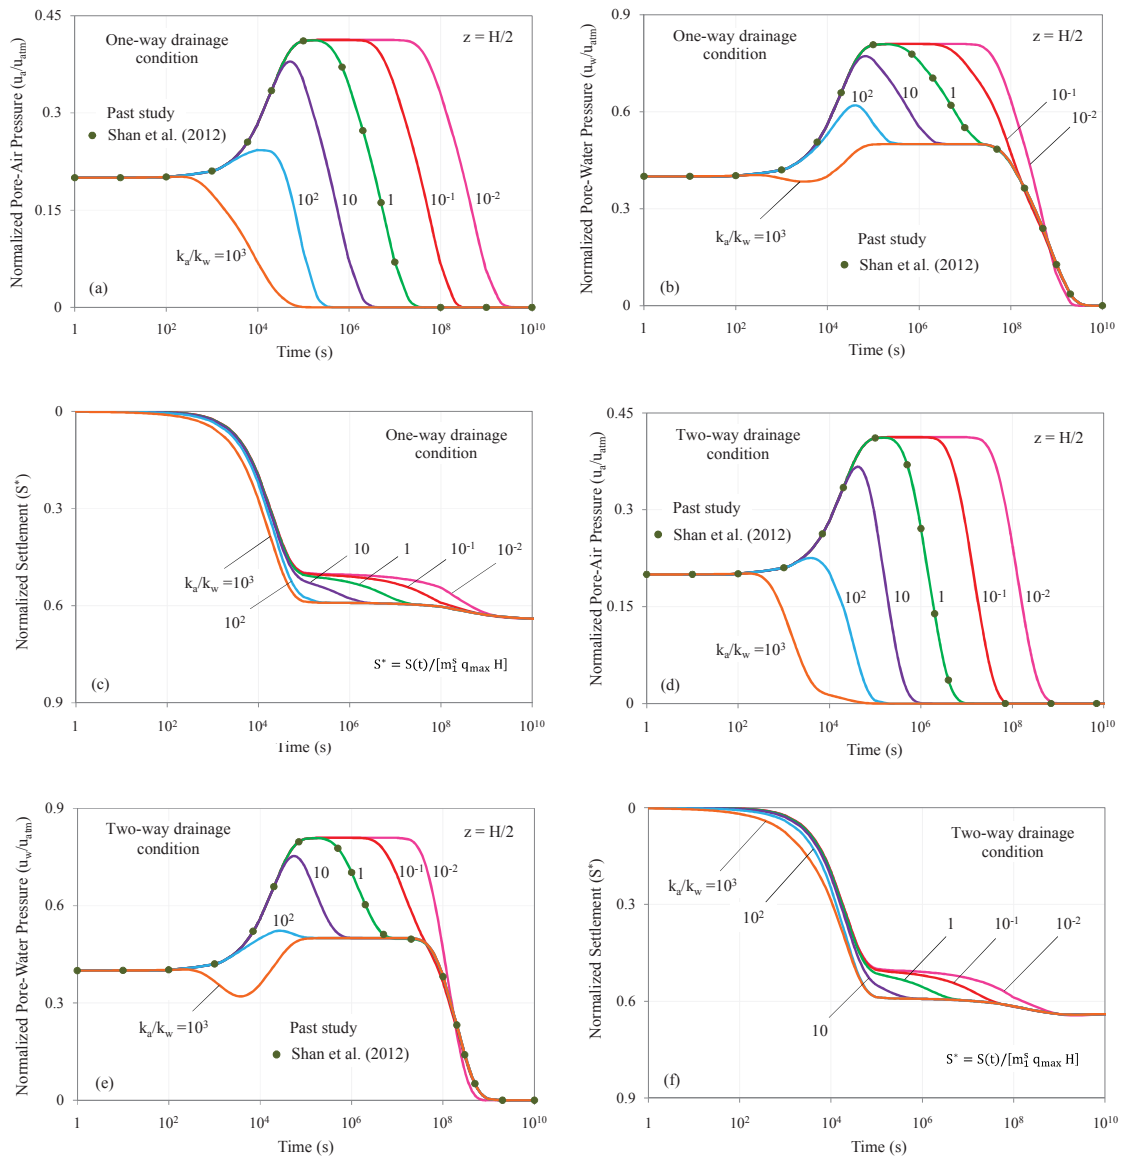 Normalized Pore-Air Pressure (uₐ/uₐₜₘ)
0.45
0.3
0.15
0
One-way drainage
condition
z = H/2
Past study
Shan et al. (2012)
kₐ/k_w =10³
10²
10
1
10⁻¹
10⁻²
(a)
1
10²
10⁴
10⁶
10⁸
10¹⁰
Time (s)
Normalized Pore-Water Pressure (u_w/uₐₜₘ)
0.9
0.6
0.3
0
One-way drainage
condition
z = H/2
10²
10
1
10⁻¹
10⁻²
kₐ/k_w =10³
Past study
Shan et al. (2012)
(b)
1
10²
10⁴
10⁶
10⁸
10¹⁰
Time (s)
Normalized Settlement (S*)
0
0.3
0.6
0.9
One-way drainage
condition
10
1
10⁻¹
10⁻²
kₐ/k_w =10³
10²
S* = S(t)/[m₁ˢ qₘₐₓ H]
(c)
1
10²
10⁴
10⁶
10⁸
10¹⁰
Time (s)
Normalized Pore-Air Pressure (uₐ/uₐₜₘ)
0.45
0.3
0.15
0
Two-way drainage
condition
z = H/2
Past study
Shan et al. (2012)
10²
10
1
10⁻¹
10⁻²
kₐ/k_w =10³
(d)
1
10²
10⁴
10⁶
10⁸
10¹⁰
Time (s)
Normalized Pore-Water Pressure (u_w/uₐₜₘ)
0.9
0.6
0.3
0
Two-way drainage
condition
z = H/2
10
1
10⁻¹
10⁻²
10²
kₐ/k_w =10³
Past study
Shan et al. (2012)
(e)
1
10²
10⁴
10⁶
10⁸
10¹⁰
Time (s)
Normalized Settlement (S*)
0
0.3
0.6
0.9
Two-way drainage
condition
kₐ/k_w =10³
10²
1
10⁻¹
10⁻²
10
S* = S(t)/[m₁ˢ qₘₐₓ H]
(f)
1
10²
10⁴
10⁶
10⁸
10¹⁰
Time (s)